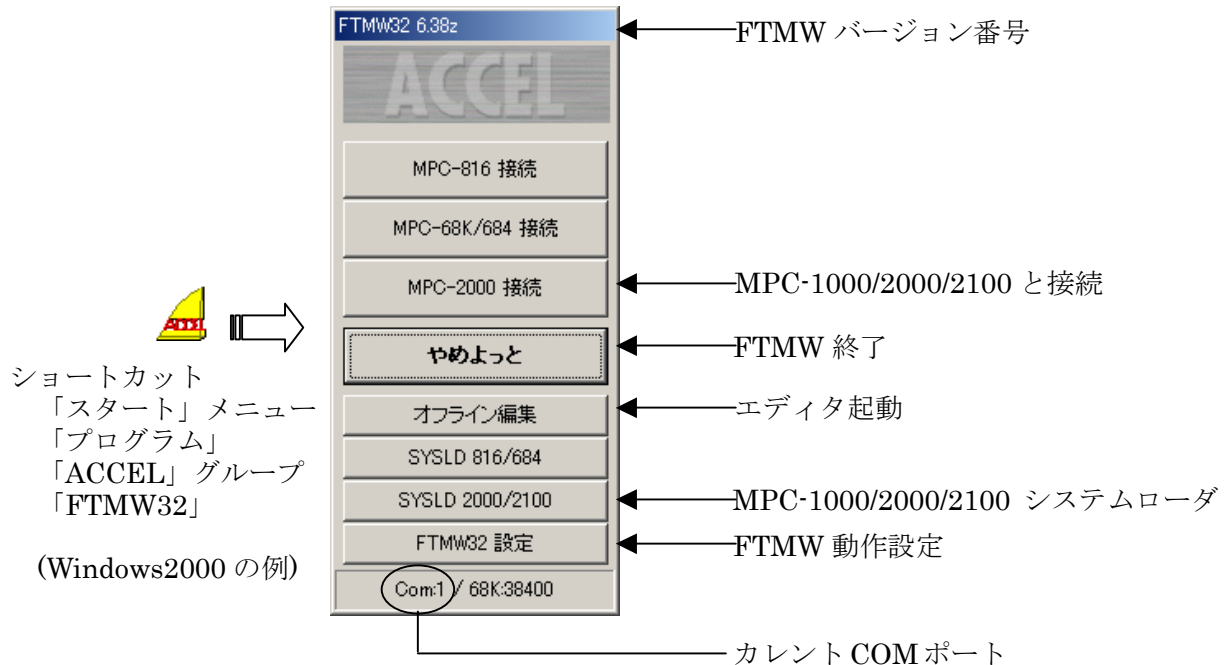 FTMW32 6.38z
FTMW バージョン番号
ACCEL
MPC-816 接続
MPC-68K/684 接続
MPC-2000 接続
MPC-1000/2000/2100 と接続
ACCEL
やめよっと
FTMW 終了
ショートカット
「スタート」メニュー
「プログラム」
「ACCEL」グループ
「FTMW32」
(Windows2000 の例)
オフライン編集
エディタ起動
SYSLD 816/684
SYSLD 2000/2100
MPC-1000/2000/2100 システムローダ
FTMW32 設定
FTMW 動作設定
Com:1 / 68K:38400
カレント COM ポート